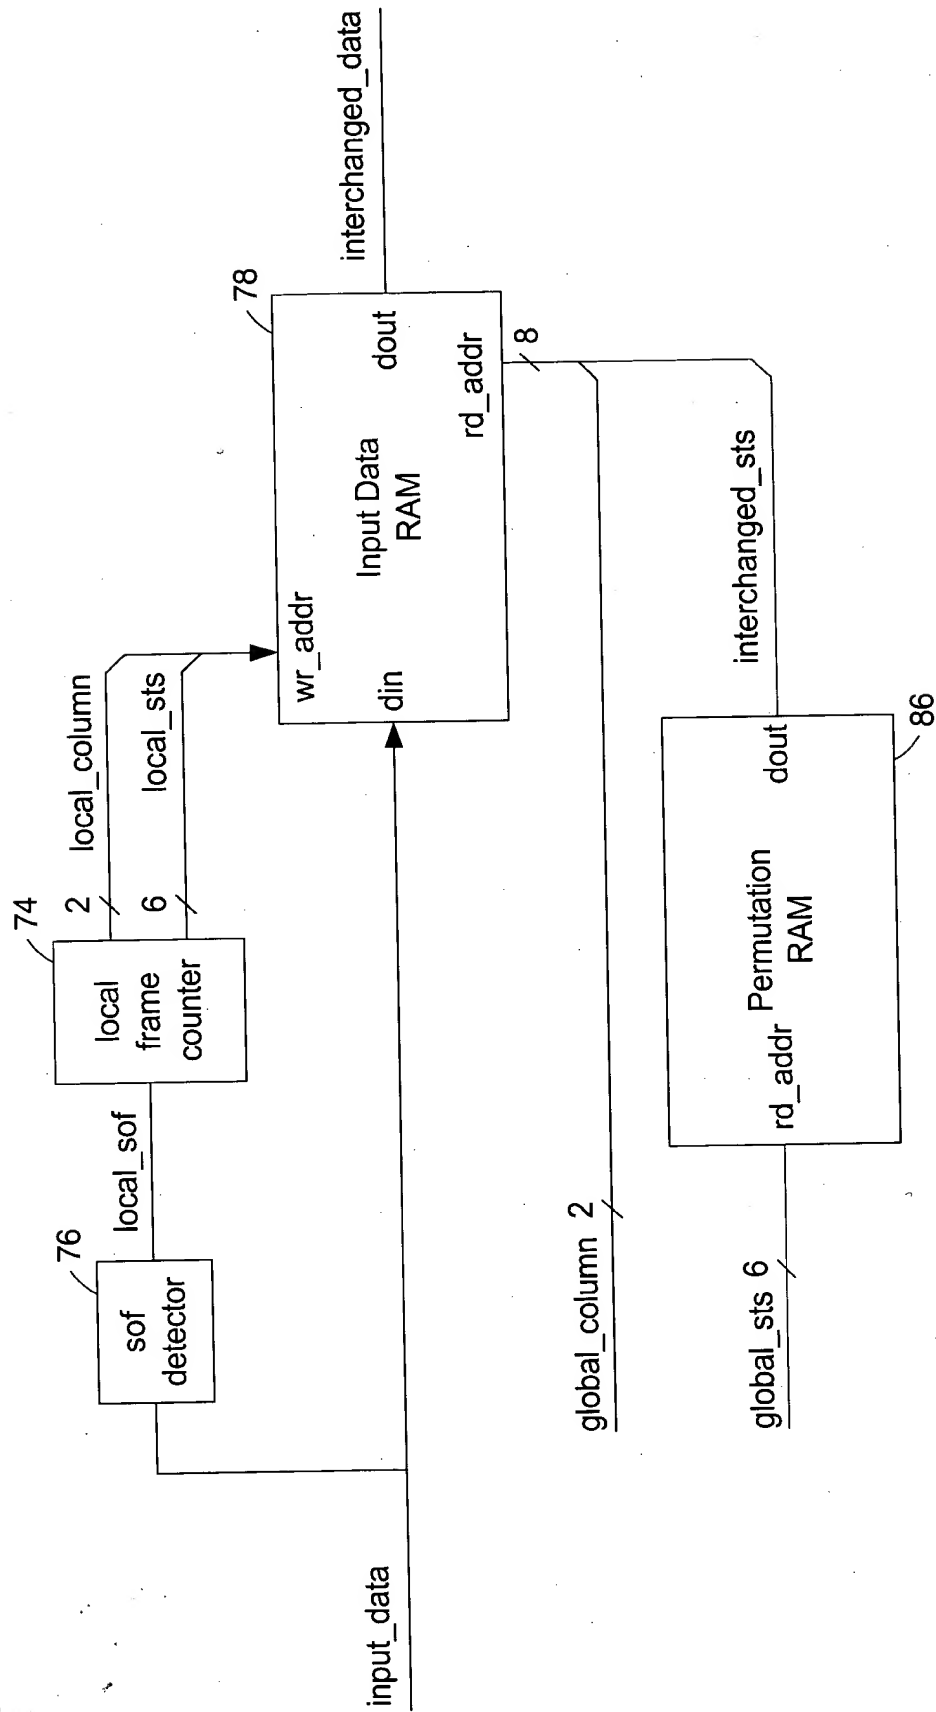 input_data
76
sof
detector
local_sof
74
local
frame
counter
2
local_column
6
local_sts
78
wr_addr
din
Input Data
RAM
dout
rd_addr
interchanged_data
8
global_column 2
global_sts 6
rd_addr
Permutation
RAM
dout
86
interchanged_sts